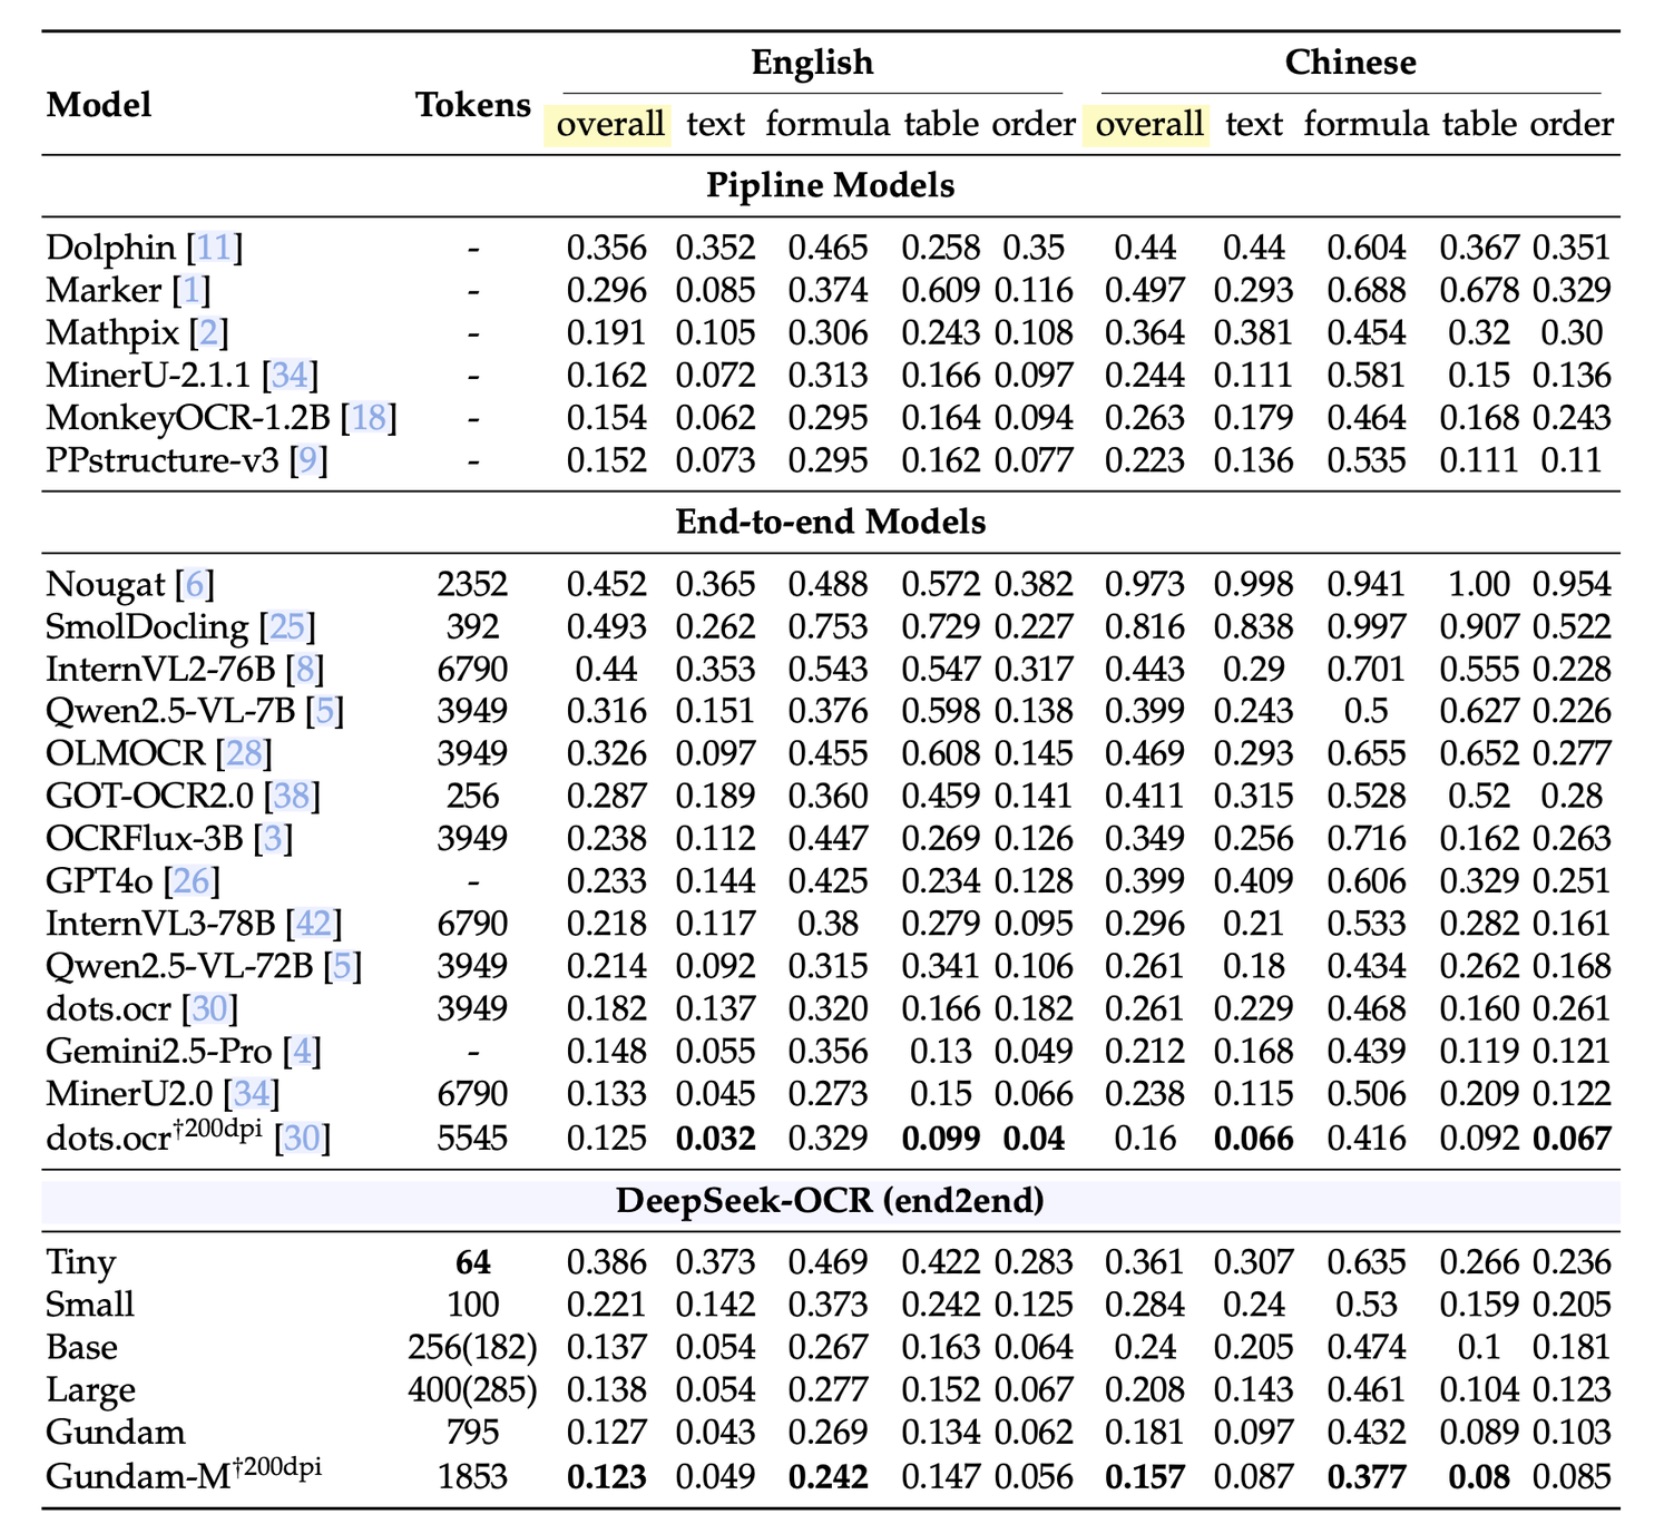 English Chinese
Model Tokens overall text formula table order overall text formula table order
Pipline Models
Dolphin [11] - 0.356 0.352 0.465 0.258 0.35 0.44 0.44 0.604 0.367 0.351
Marker [1] - 0.296 0.085 0.374 0.609 0.116 0.497 0.293 0.688 0.678 0.329
Mathpix [2] - 0.191 0.105 0.306 0.243 0.108 0.364 0.381 0.454 0.32 0.30
MinerU-2.1.1 [34] - 0.162 0.072 0.313 0.166 0.097 0.244 0.111 0.581 0.15 0.136
MonkeyOCR-1.2B [18] - 0.154 0.062 0.295 0.164 0.094 0.263 0.179 0.464 0.168 0.243
PPstructure-v3 [9] - 0.152 0.073 0.295 0.162 0.077 0.223 0.136 0.535 0.111 0.11
End-to-end Models
Nougat [6] 2352 0.452 0.365 0.488 0.572 0.382 0.973 0.998 0.941 1.00 0.954
SmolDocling [25] 392 0.493 0.262 0.753 0.729 0.227 0.816 0.838 0.997 0.907 0.522
InternVL2-76B [8] 6790 0.44 0.353 0.543 0.547 0.317 0.443 0.29 0.701 0.555 0.228
Qwen2.5-VL-7B [5] 3949 0.316 0.151 0.376 0.598 0.138 0.399 0.243 0.5 0.627 0.226
OLMOCR [28] 3949 0.326 0.097 0.455 0.608 0.145 0.469 0.293 0.655 0.652 0.277
GOT-OCR2.0 [38] 256 0.287 0.189 0.360 0.459 0.141 0.411 0.315 0.528 0.52 0.28
OCRFlux-3B [3] 3949 0.238 0.112 0.447 0.269 0.126 0.349 0.256 0.716 0.162 0.263
GPT4o [26] - 0.233 0.144 0.425 0.234 0.128 0.399 0.409 0.606 0.329 0.251
InternVL3-78B [42] 6790 0.218 0.117 0.38 0.279 0.095 0.296 0.21 0.533 0.282 0.161
Qwen2.5-VL-72B [5] 3949 0.214 0.092 0.315 0.341 0.106 0.261 0.18 0.434 0.262 0.168
dots.ocr [30] 3949 0.182 0.137 0.320 0.166 0.182 0.261 0.229 0.468 0.160 0.261
Gemini2.5-Pro [4] - 0.148 0.055 0.356 0.13 0.049 0.212 0.168 0.439 0.119 0.121
MinerU2.0 [34] 6790 0.133 0.045 0.273 0.15 0.066 0.238 0.115 0.506 0.209 0.122
dots.ocr†200dpi [30] 5545 0.125 0.032 0.329 0.099 0.04 0.16 0.066 0.416 0.092 0.067
DeepSeek-OCR (end2end)
Tiny 64 0.386 0.373 0.469 0.422 0.283 0.361 0.307 0.635 0.266 0.236
Small 100 0.221 0.142 0.373 0.242 0.125 0.284 0.24 0.53 0.159 0.205
Base 256(182) 0.137 0.054 0.267 0.163 0.064 0.24 0.205 0.474 0.1 0.181
Large 400(285) 0.138 0.054 0.277 0.152 0.067 0.208 0.143 0.461 0.104 0.123
Gundam 795 0.127 0.043 0.269 0.134 0.062 0.181 0.097 0.432 0.089 0.103
Gundam-M†200dpi 1853 0.123 0.049 0.242 0.147 0.056 0.157 0.087 0.377 0.08 0.085